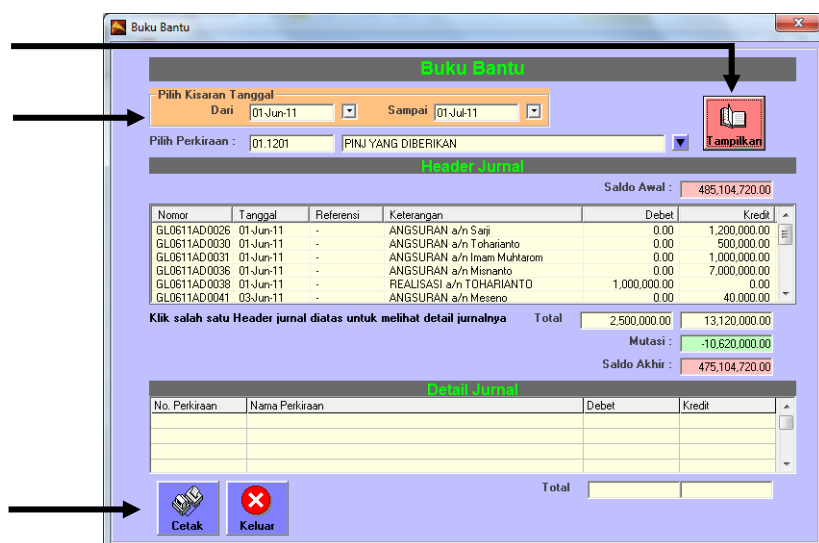 Buku Bantu
Buku Bantu
Pilih Kisaran Tanggal
Dari 01-Jun-11 Sampai 01-Jul-11
Tampilkan
Pilih Perkiraan : 01.1201 PINJ YANG DIBERIKAN
Header Jurnal
Saldo Awal : 485,104,720.00
Nomor Tanggal Referensi Keterangan Debet Kredit
GL0611AD0026 01-Jun-11 - ANGSURAN a/n Sarji 0.00 1,200,000.00
GL0611AD0030 01-Jun-11 - ANGSURAN a/n Toharianto 0.00 500,000.00
GL0611AD0031 01-Jun-11 - ANGSURAN a/n Imam Muhtarom 0.00 1,000,000.00
GL0611AD0036 01-Jun-11 - ANGSURAN a/n Misnanto 0.00 7,000,000.00
GL0611AD0038 01-Jun-11 - REALISASI a/n TOHARIANTO 1,000,000.00 0.00
GL0611AD0041 03-Jun-11 - ANGSURAN a/n Meseno 0.00 40.000.00
Klik salah satu Header jurnal diatas untuk melihat detail jurnalnya Total 2,500,000.00 13,120,000.00
Mutasi : -10,620,000.00
Saldo Akhir : 475,104,720.00
Detail Jurnal
No. Perkiraan Nama Perkiraan Debet Kredit
Total
Cetak Keluar